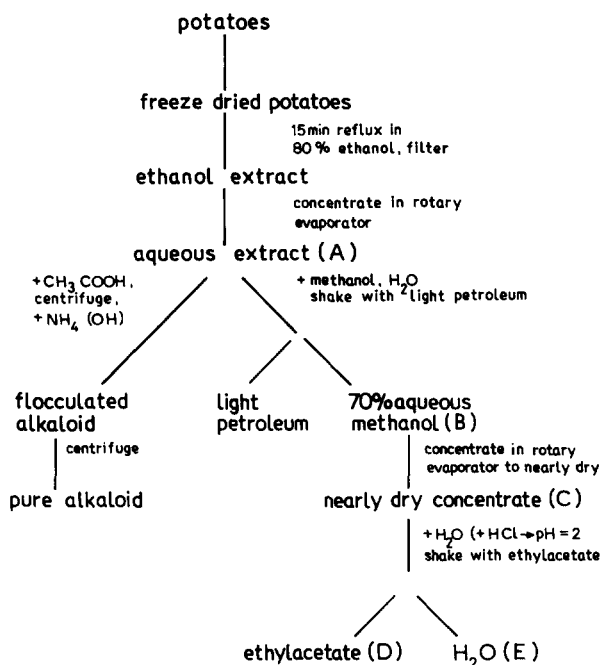 potatoes
freeze dried potatoes
15min reflux in
80% ethanol, filter
ethanol extract
concentrate in rotary
evaporator
aqueous extract (A)
+CH3 COOH,
centrifuge,
+ NH4 (OH)
+ methanol, H2O
shake with light petroleum
flocculated
alkaloid
light
petroleum
70%aqueous
methanol (B)
centrifuge
concentrate in rotary
evaporator to nearly dry
pure alkaloid
nearly dry concentrate (C)
+H2O (+HCl→pH=2
shake with ethylacetate
ethylacetate (D)
H2O (E)